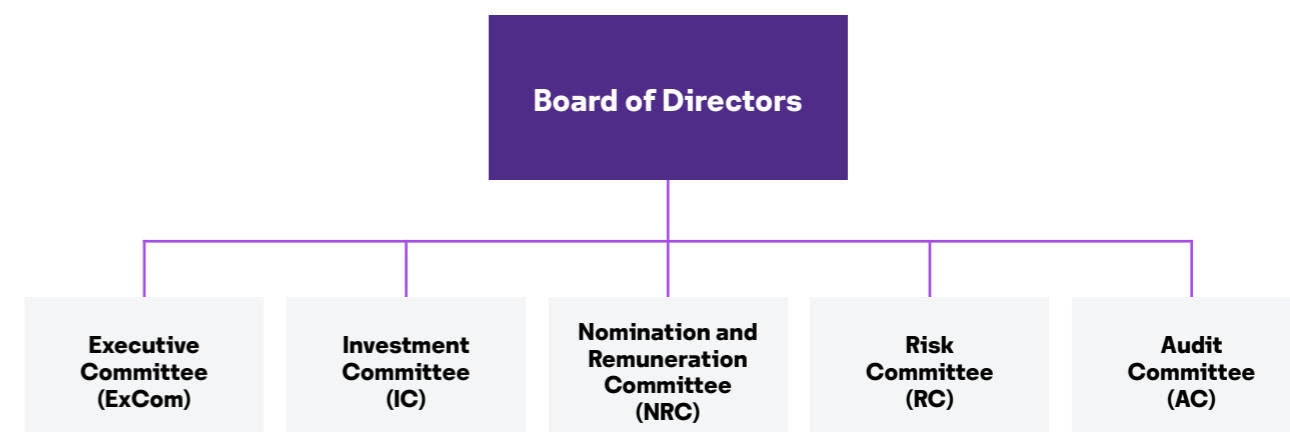 Board of Directors
Executive
Committee
(ExCom)
Investment
Committee
(IC)
Nomination and
Remuneration
Committee
(NRC)
Risk
Committee
(RC)
Audit
Committee
(AC)